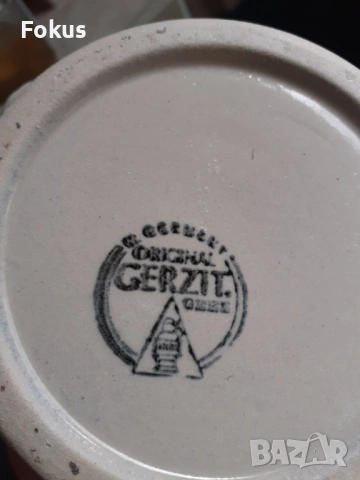 Fokus
ORIGINAL
GERZIT.
BAZAR